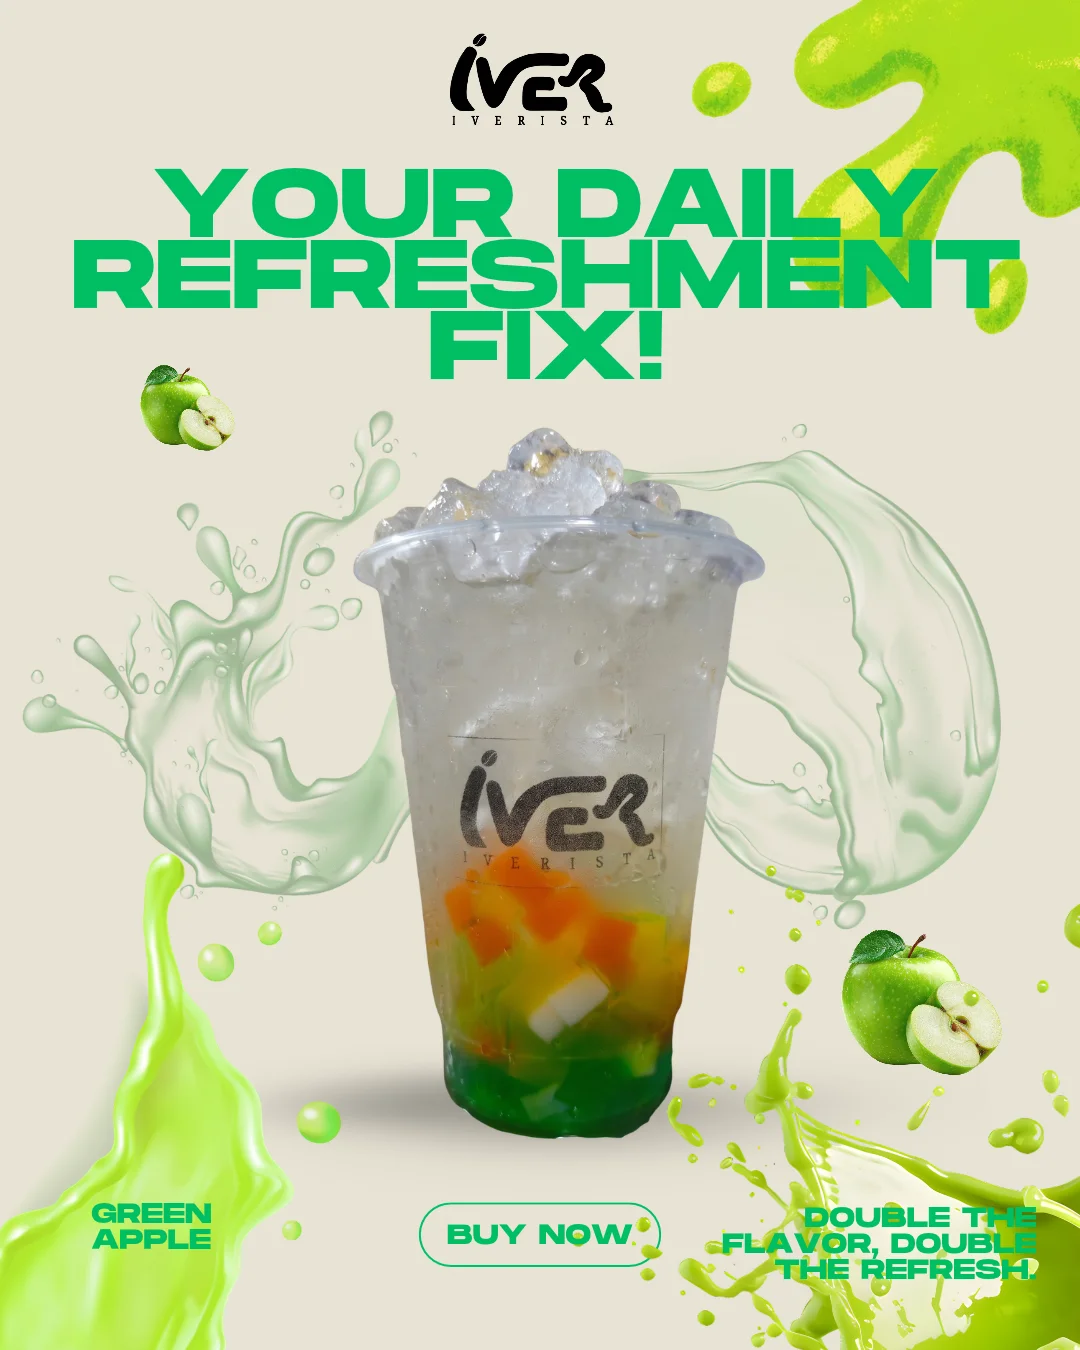 iVER
IVERISTA
YOUR DAILY
REFRESHMENT
FIX!
iVER
IVERISTA
GREEN
APPLE
BUY NOW
DOUBLE THE
FLAVOR, DOUBLE
THE REFRESH.